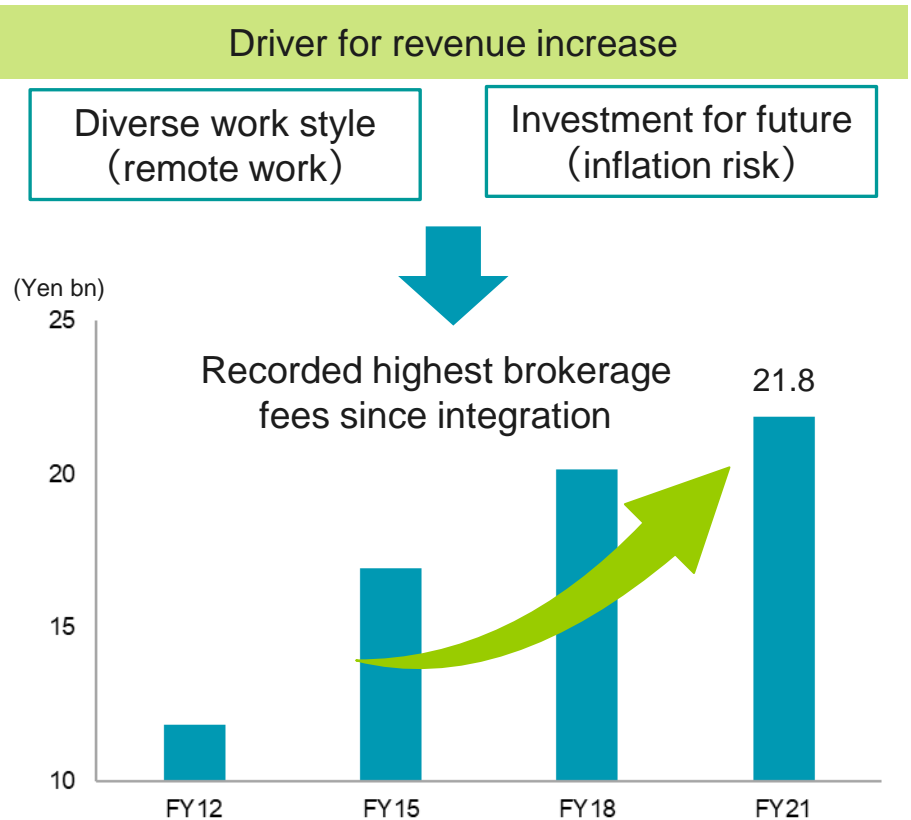 Driver for revenue increase
Diverse work style
（remote work）
Investment for future
（inflation risk）
(Yen bn)
25
Recorded highest brokerage
fees since integration
21.8
20
15
10
FY12
FY15
FY18
FY21